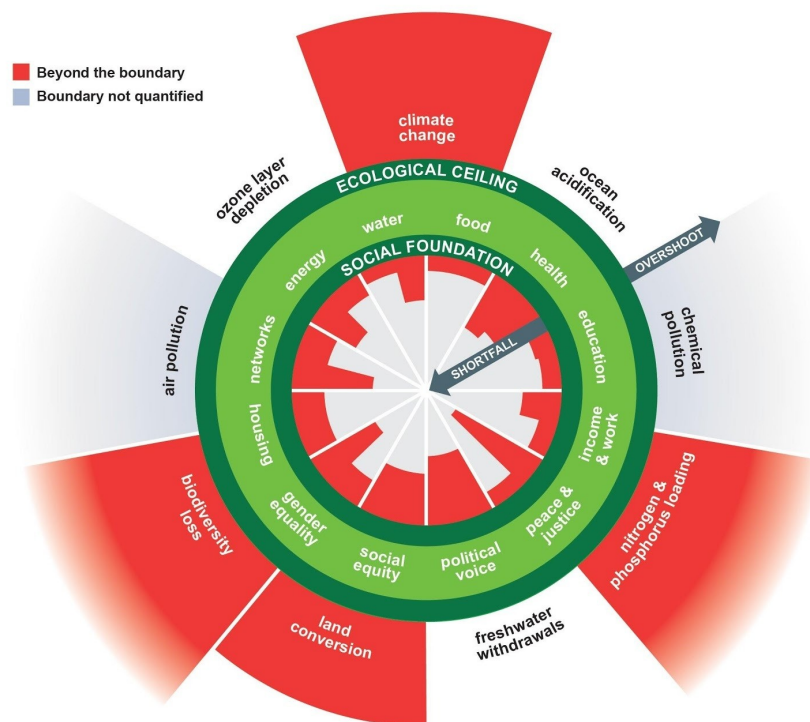 Beyond the boundary
Boundary not quantified
climate
change
ozone layer
depletion
ocean
acidification
ECOLOGICAL CEILING
OVERSHOOT
water
food
energy
health
SOCIAL FOUNDATION
networks
education
SHORTFALL
air pollution
chemical
pollution
housing
income
& work
gender
equality
peace &
justice
social
equity
political
voice
biodiversity
loss
nitrogen &
phosphorus loading
land
conversion
freshwater
withdrawals